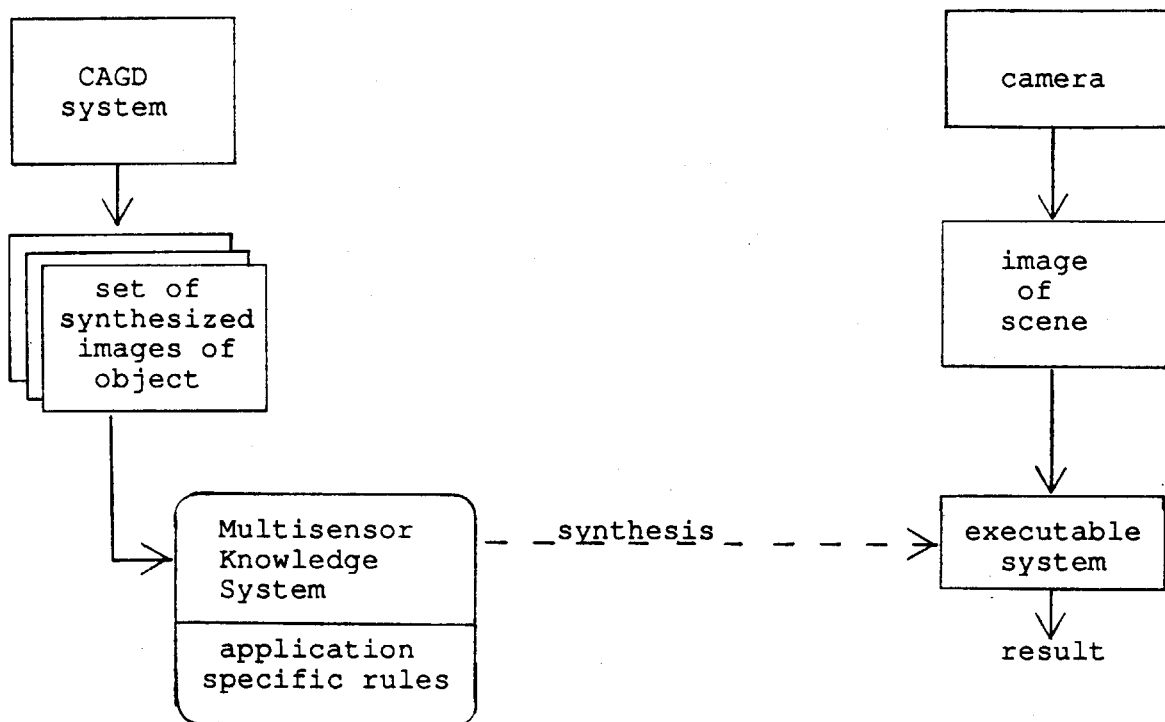 CAGD
system
camera
set of
synthesized
images of
object
image
of
scene
Multisensor
Knowledge
System
synthesis
executable
system
application
specific rules
result